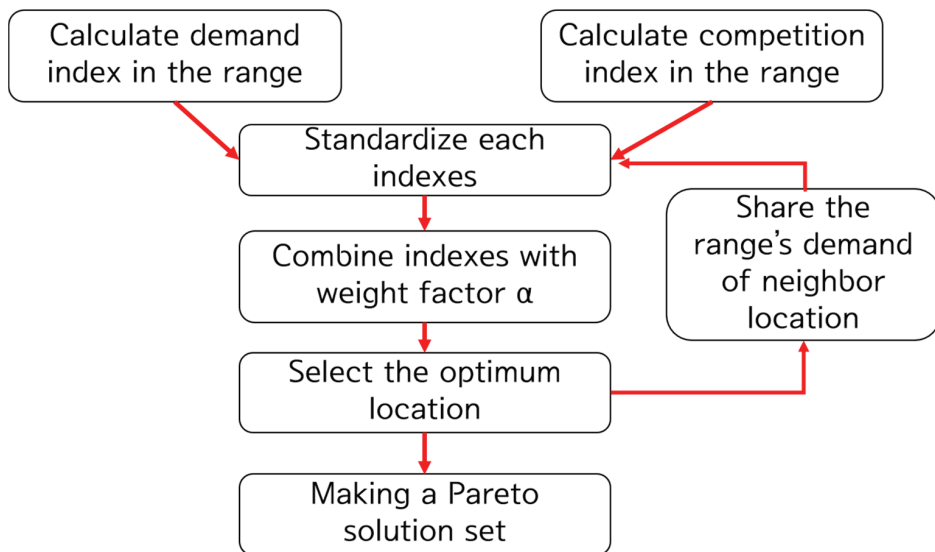 Calculate demand
index in the range
Calculate competition
index in the range
Standardize each
indexes
Share the
range's demand
of neighbor
location
Combine indexes with
weight factor α
Select the optimum
location
Making a Pareto
solution set